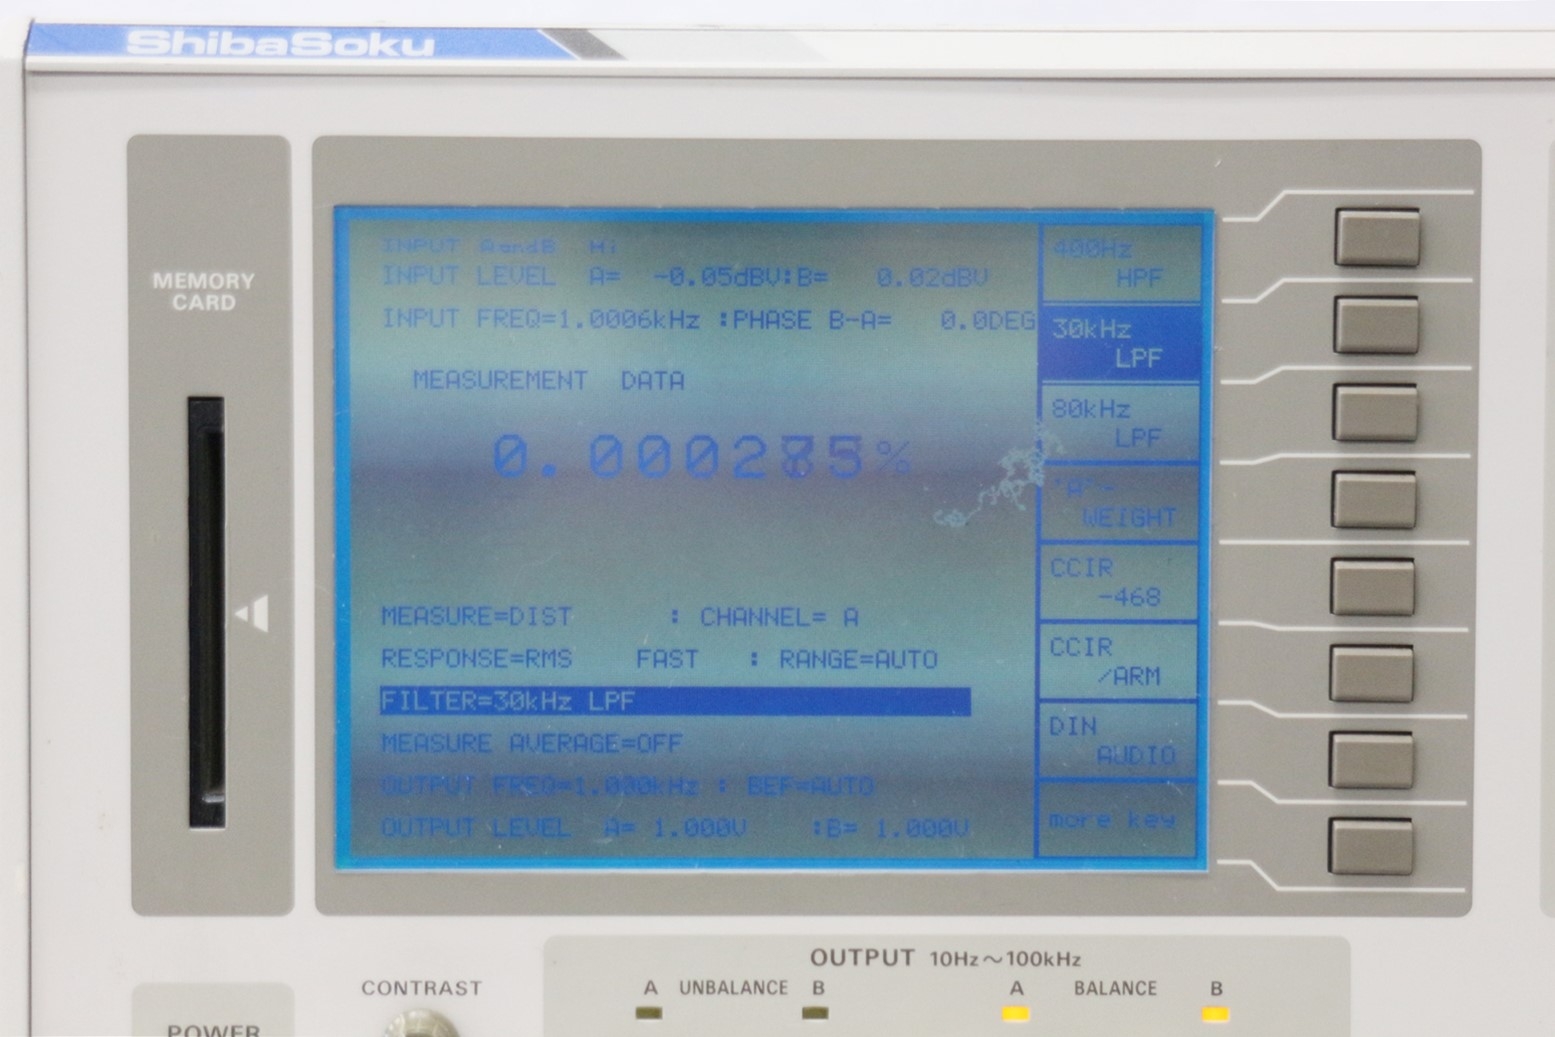 ShibaSoku
MEMORY
CARD
INPUT AandB Hi
INPUT LEVEL A= -0.05dBV:B= 0.02dBV
INPUT FREQ=1.0006kHz :PHASE B-A= 0.0DEG
MEASUREMENT DATA
MEASURE=DIST : CHANNEL= A
RESPONSE=RMS FAST : RANGE=AUTO
FILTER=30kHz LPF
MEASURE AVERAGE=OFF
OUTPUT FREQ=1.000kHz : BEF=AUTO
OUTPUT LEVEL A= 1.000V :B= 1.000V
400Hz
HPF
30kHz
LPF
80kHz
LPF
"A"-
WEIGHT
CCIR
-468
CCIR
/ARM
DIN
AUDIO
more key
OUTPUT 10Hz～100kHz
CONTRAST
A UNBALANCE B
A BALANCE B
POWER